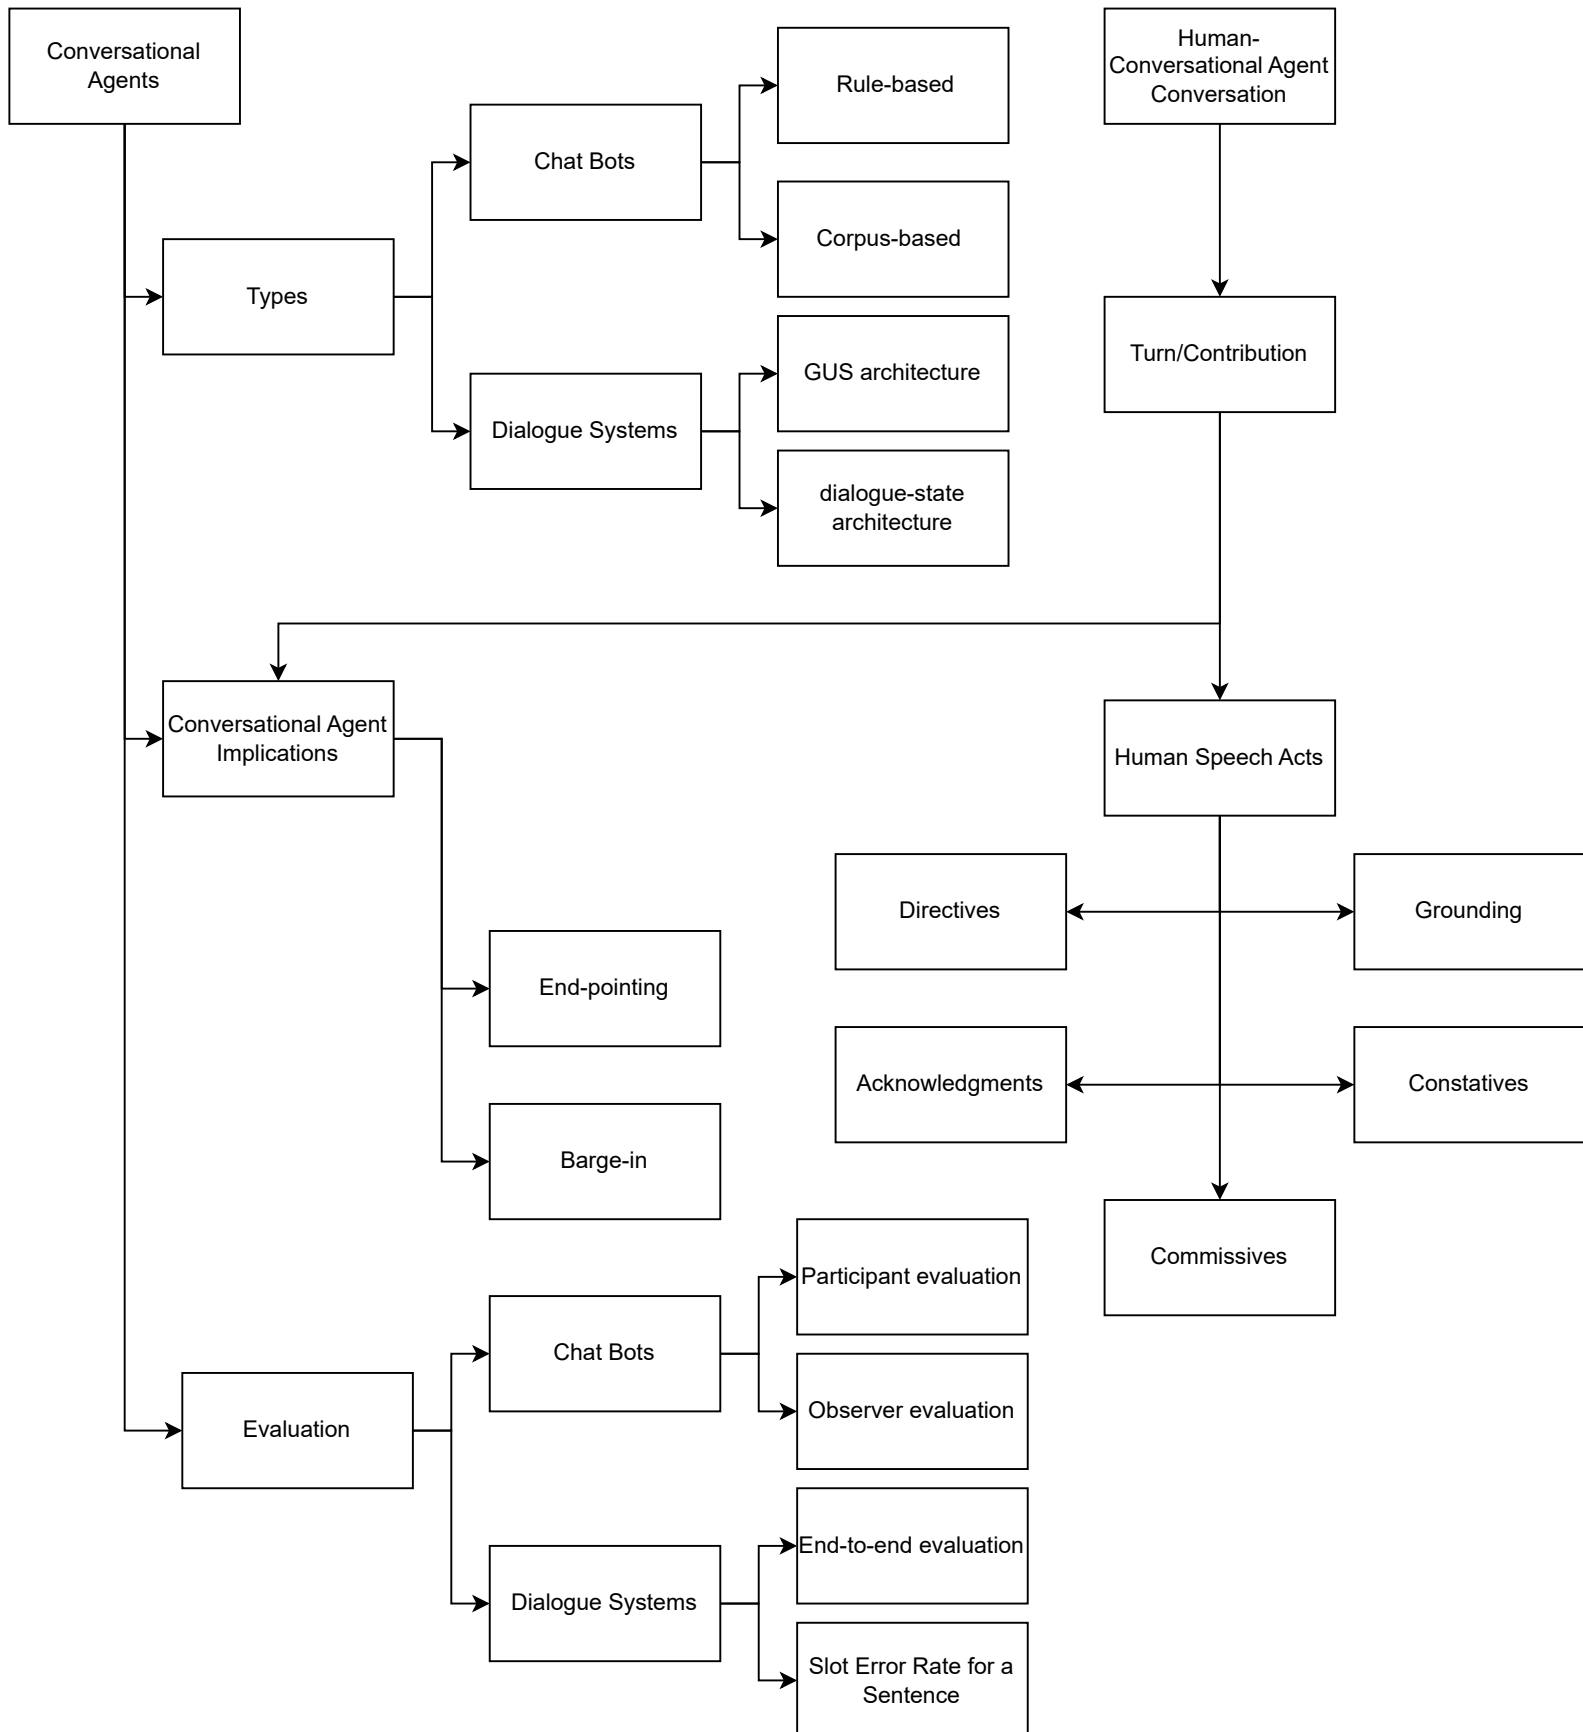 Conversational
Agents
Human-
Conversational Agent
Conversation
Rule-based
Chat Bots
Corpus-based
Types
Turn/Contribution
GUS architecture
Dialogue Systems
dialogue-state
architecture
Conversational Agent
Implications
Human Speech Acts
Directives
Grounding
End-pointing
Acknowledgments
Constatives
Barge-in
Commissives
Participant evaluation
Chat Bots
Observer evaluation
Evaluation
End-to-end evaluation
Dialogue Systems
Slot Error Rate for a
Sentence